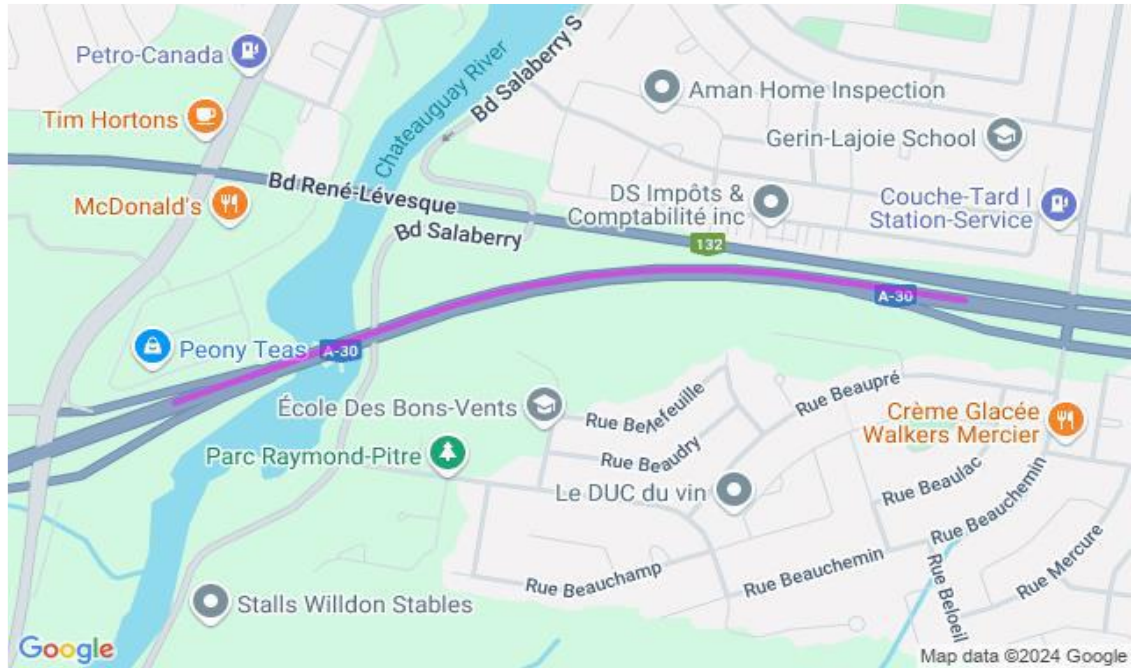 Petro-Canada
Tim Hortons
McDonald's
Chateauguay River
Bd Salaberry S
Aman Home Inspection
Gerin-Lajoie School
Bd René-Lévesque
Bd Salaberry
DS Impôts &
Comptabilité inc
Couche-Tard |
Station-Service
132
A-30
Peony Teas
A-30
École Des Bons-Vents
Rue Bellefeuille
Rue Beaupré
Crème Glacée
Walkers Mercier
Parc Raymond-Pitre
Rue Beaudry
Le DUC du vin
Rue Beaulac
Rue Beauchemin
Rue Beauchamp
Rue Beauchemin
Rue Mercure
Rue Beloeil
Stalls Willdon Stables
Google
Map data ©2024 Google